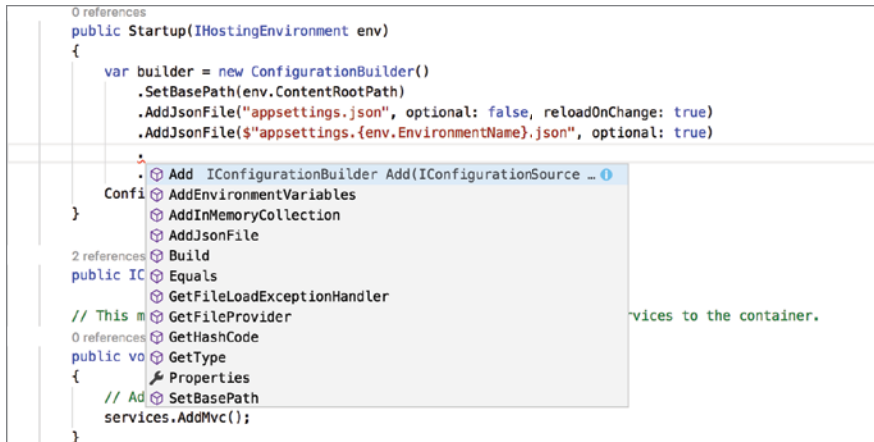 0 references
public Startup(IHostingEnvironment env)
{
var builder = new ConfigurationBuilder()
.SetBasePath(env.ContentRootPath)
.AddJsonFile("appsettings.json", optional: false, reloadOnChange: true)
.AddJsonFile($"appsettings.{env.EnvironmentName}.json", optional: true)
.
. Add IConfigurationBuilder Add(IConfigurationSource …
Confi AddEnvironmentVariables
} AddInMemoryCollection
AddJsonFile
2 references Build
public IC Equals
GetFileLoadExceptionHandler
// This m GetFileProvider rvices to the container.
0 references GetHashCode
public vo GetType
{ Properties
// Ad SetBasePath
services.AddMvc();
}